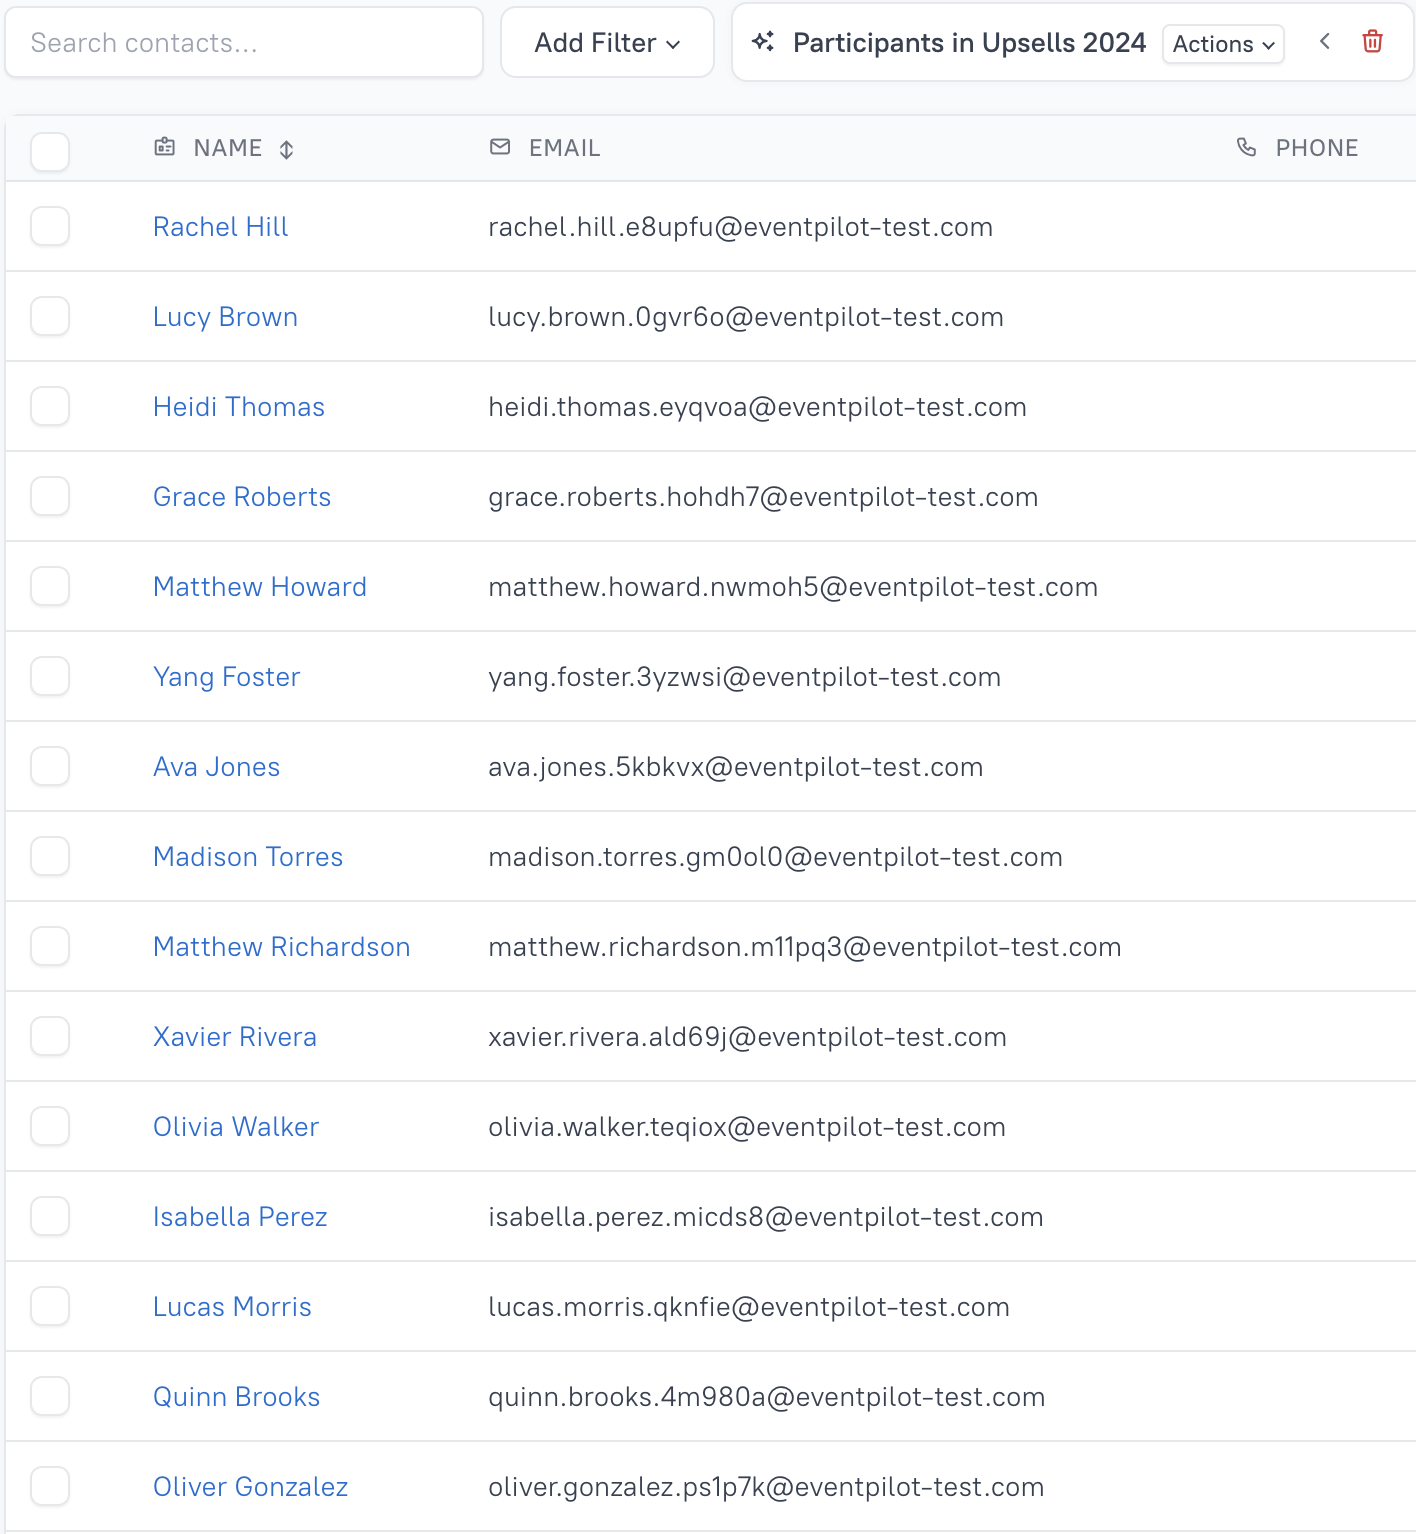 Search contacts...
Add Filter
Participants in Upsells 2024
Actions
NAME EMAIL PHONE
Rachel Hill rachel.hill.e8upfu@eventpilot-test.com
Lucy Brown lucy.brown.0gvr6o@eventpilot-test.com
Heidi Thomas heidi.thomas.eyqvoa@eventpilot-test.com
Grace Roberts grace.roberts.hohdh7@eventpilot-test.com
Matthew Howard matthew.howard.nwmoh5@eventpilot-test.com
Yang Foster yang.foster.3yzwsi@eventpilot-test.com
Ava Jones ava.jones.5kbkvx@eventpilot-test.com
Madison Torres madison.torres.gm0ol0@eventpilot-test.com
Matthew Richardson matthew.richardson.m11pq3@eventpilot-test.com
Xavier Rivera xavier.rivera.ald69j@eventpilot-test.com
Olivia Walker olivia.walker.teqiox@eventpilot-test.com
Isabella Perez isabella.perez.micds8@eventpilot-test.com
Lucas Morris lucas.morris.qknfie@eventpilot-test.com
Quinn Brooks quinn.brooks.4m980a@eventpilot-test.com
Oliver Gonzalez oliver.gonzalez.ps1p7k@eventpilot-test.com